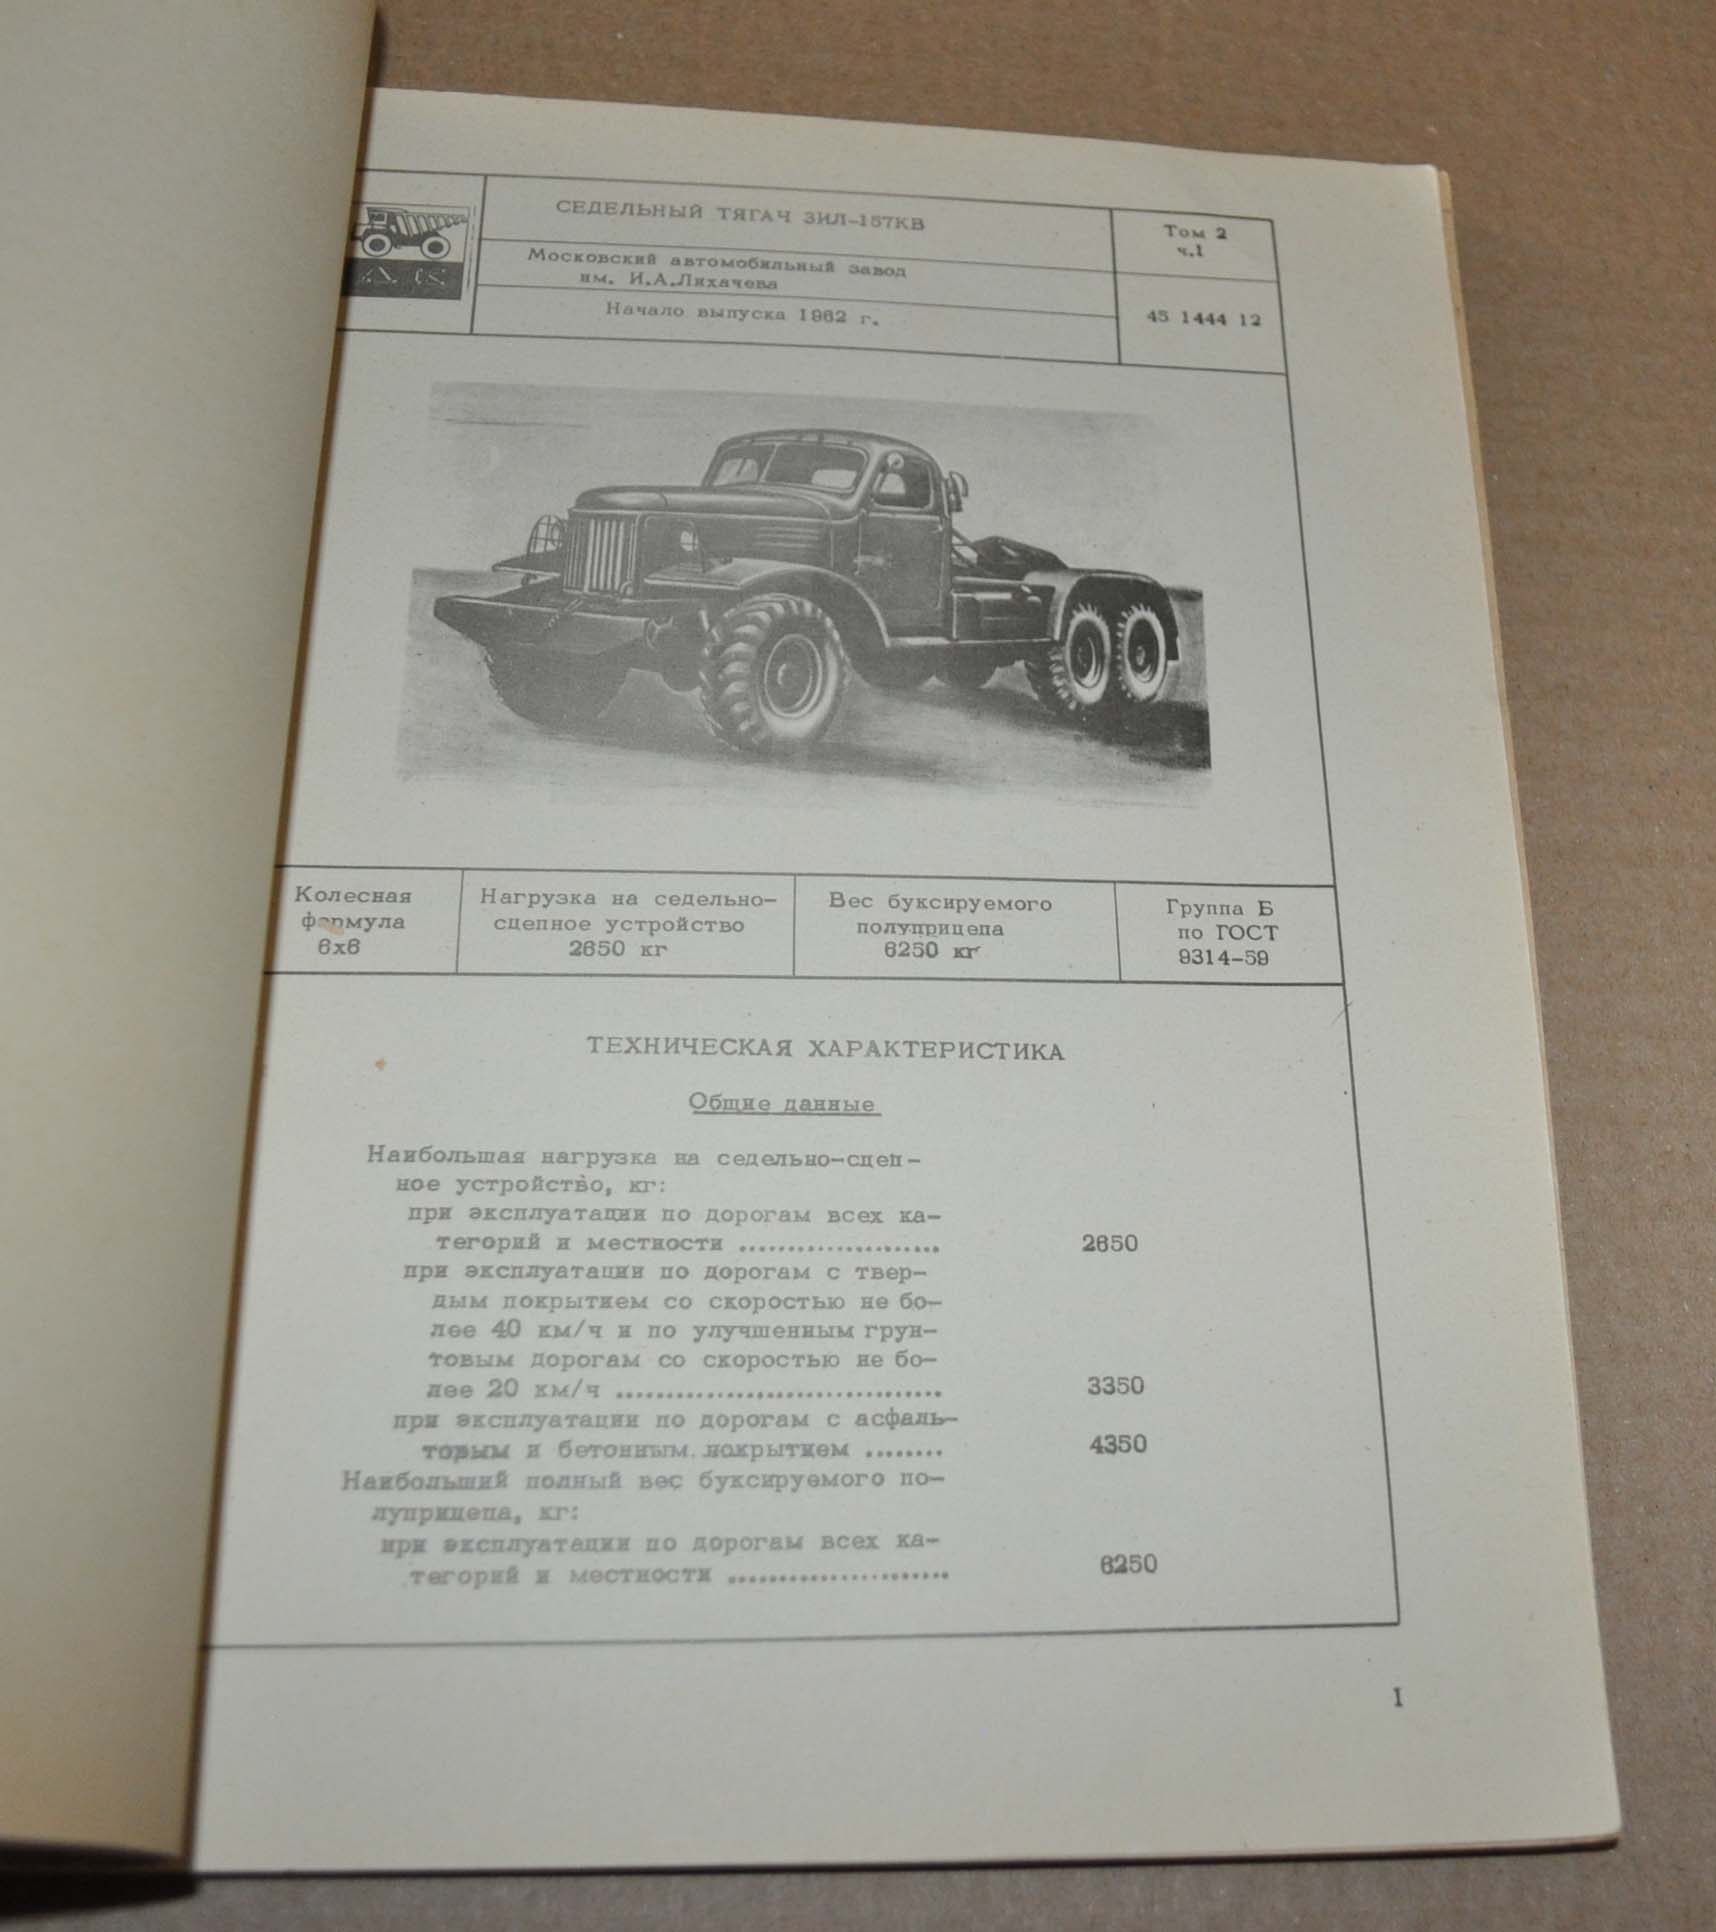 СЕДЕЛЬНЫЙ ТЯГАЧ ЗИЛ-157КВ
Московский автомобильный завод
им. И.А.Лихачева
Начало выпуска 1962 г.
Том 2
ч.1
45 1444 12
Колесная
формула
6х6
Нагрузка на седельно-
сцепное устройство
2650 кг
Вес буксируемого
полуприцепа
6250 кг
Группа Б
по ГОСТ
9314-59
ТЕХНИЧЕСКАЯ ХАРАКТЕРИСТИКА
Общие данные
Наибольшая нагрузка на седельно-сцеп-
ное устройство, кг:
при эксплуатации по дорогам всех ка-
тегорий и местности ..................... 2650
при эксплуатации по дорогам с твер-
дым покрытием со скоростью не бо-
лее 40 км/ч и по улучшенным грун-
товым дорогам со скоростью не бо-
лее 20 км/ч ................................. 3350
при эксплуатации по дорогам с асфаль-
товым и бетонным покрытием ........ 4350
Наибольший полный вес буксируемого по-
луприцепа, кг:
при эксплуатации по дорогам всех ка-
тегорий и местности ...................... 6250
1